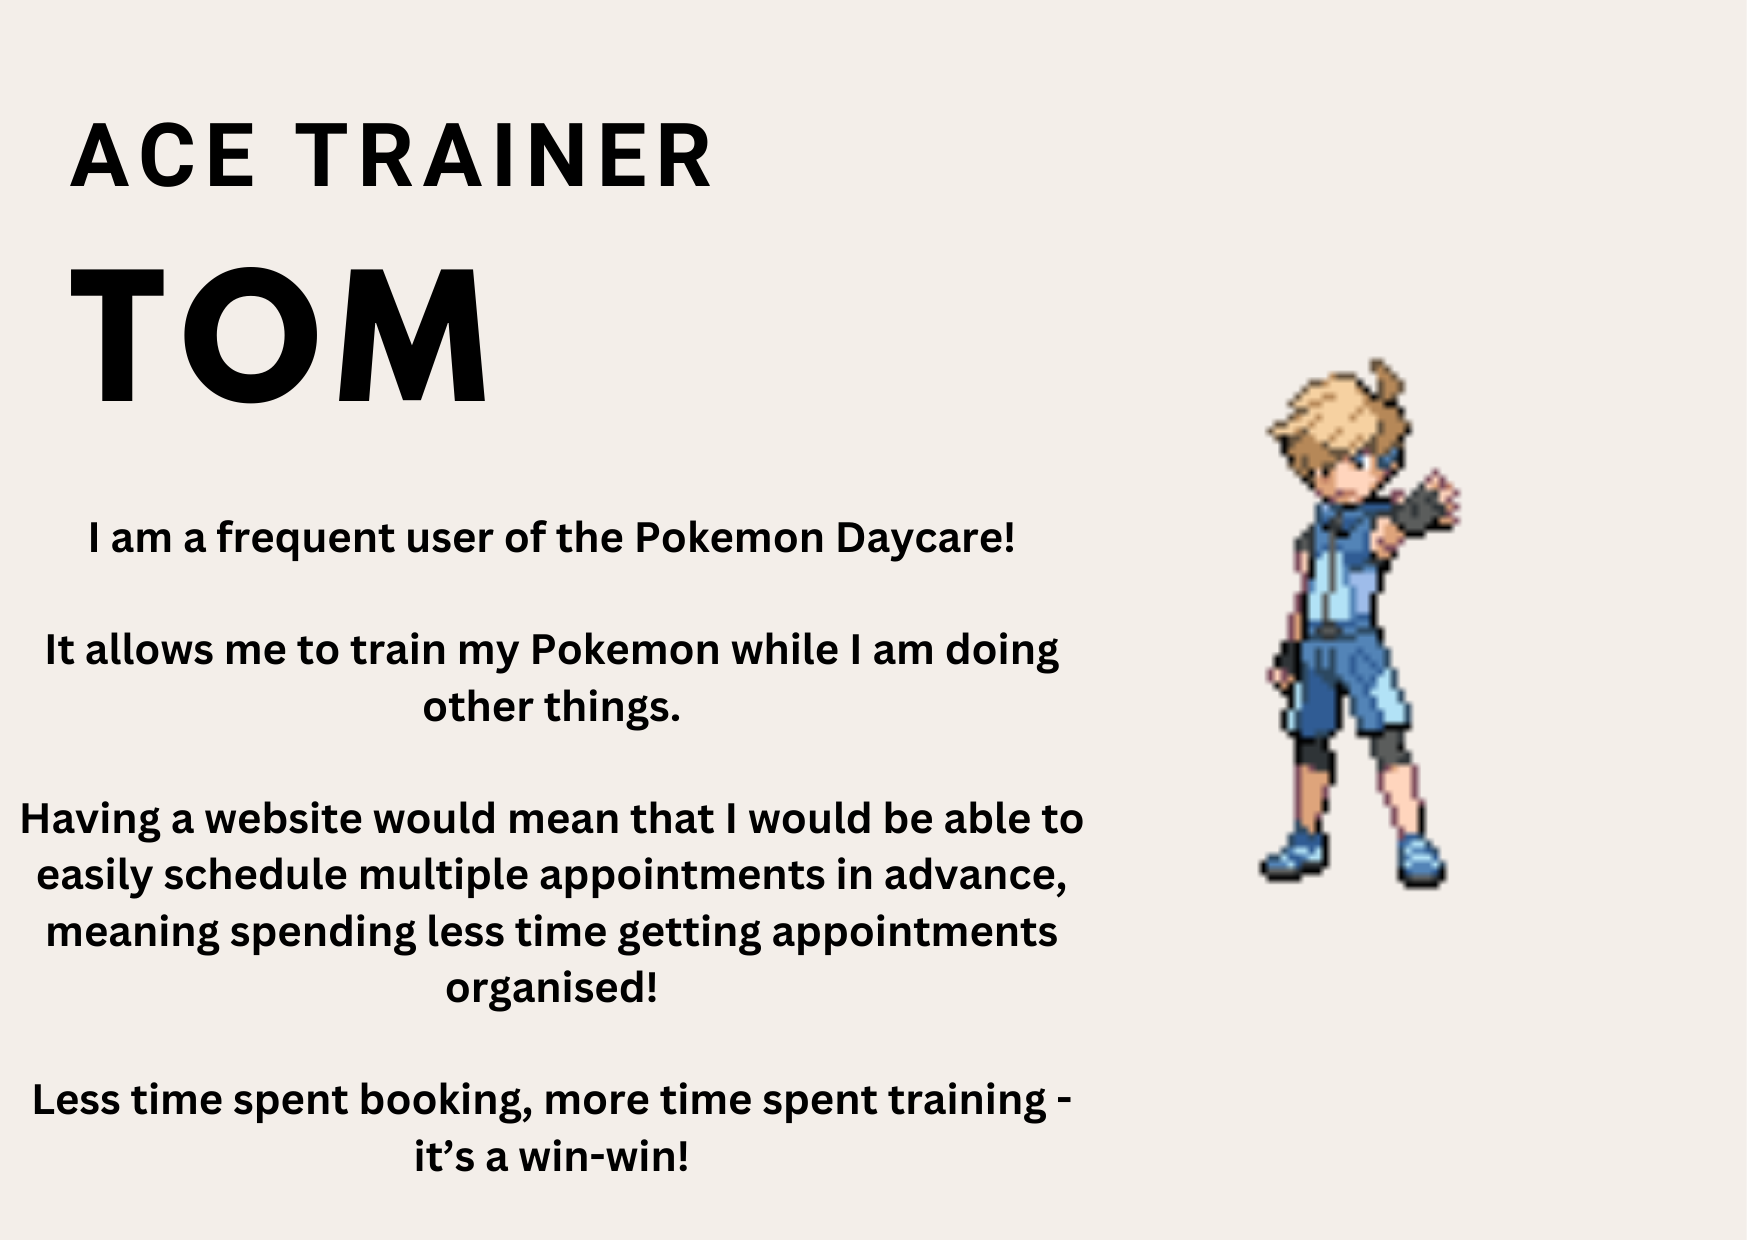 ACE TRAINER
TOM
I am a frequent user of the Pokemon Daycare!
It allows me to train my Pokemon while I am doing
other things.
Having a website would mean that I would be able to
easily schedule multiple appointments in advance,
meaning spending less time getting appointments
organised!
Less time spent booking, more time spent training -
it’s a win-win!